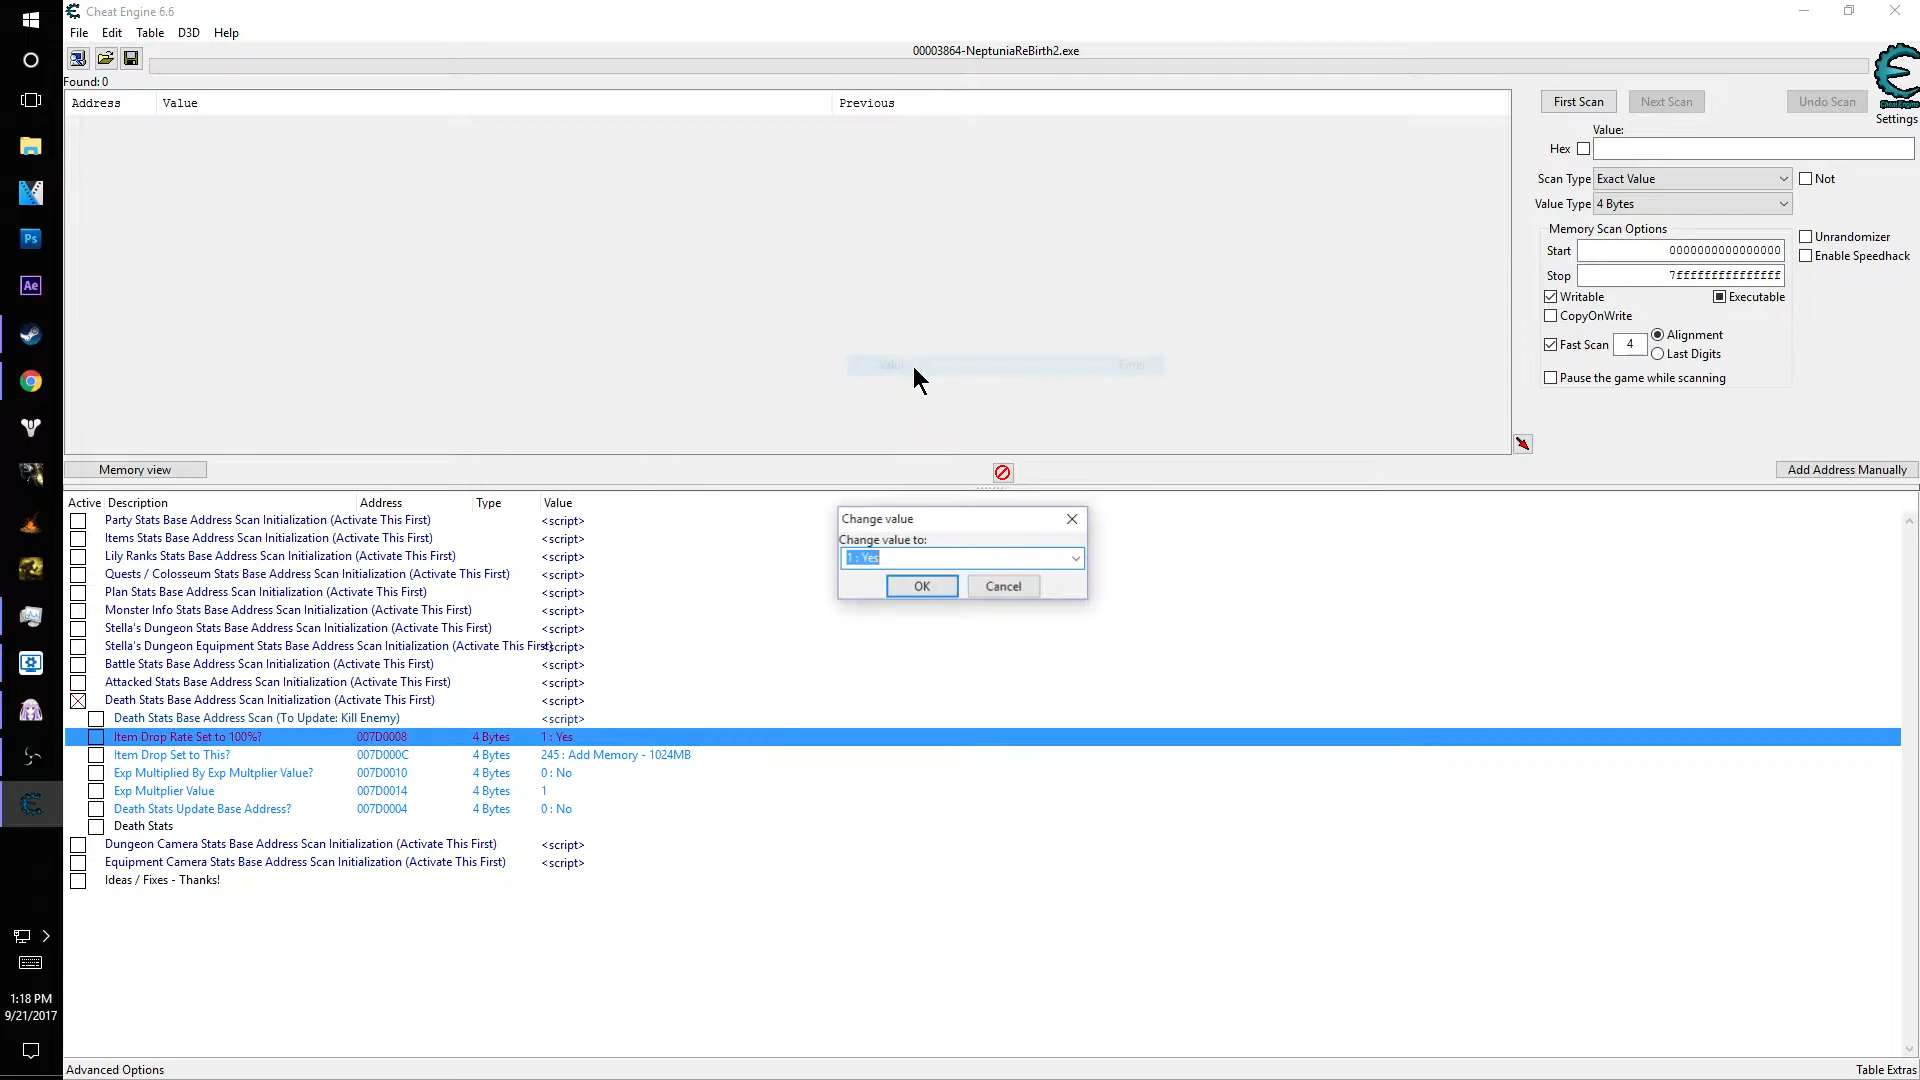 Cheat Engine 6.6
File Edit Table D3D Help
00003864-NeptuniaReBirth2.exe
Found: 0
Address Value Previous
First Scan Next Scan Undo Scan
CheatEngine
Settings
Value:
Hex
Scan Type Exact Value Not
Value Type 4 Bytes
Memory Scan Options
Unrandomizer
Start 0000000000000000
Enable Speedhack
Stop 7fffffffffffffff
Writable Executable
CopyOnWrite
Fast Scan 4 Alignment
Last Digits
Pause the game while scanning
Value Enter
Memory view Add Address Manually
Active Description Address Type Value
Party Stats Base Address Scan Initialization (Activate This First) <script>
Items Stats Base Address Scan Initialization (Activate This First) <script>
Lily Ranks Stats Base Address Scan Initialization (Activate This First) <script>
Quests / Colosseum Stats Base Address Scan Initialization (Activate This First) <script>
Plan Stats Base Address Scan Initialization (Activate This First) <script>
Monster Info Stats Base Address Scan Initialization (Activate This First) <script>
Stella's Dungeon Stats Base Address Scan Initialization (Activate This First) <script>
Stella's Dungeon Equipment Stats Base Address Scan Initialization (Activate This First) <script>
Battle Stats Base Address Scan Initialization (Activate This First) <script>
Attacked Stats Base Address Scan Initialization (Activate This First) <script>
Death Stats Base Address Scan Initialization (Activate This First) <script>
Death Stats Base Address Scan (To Update: Kill Enemy) <script>
Item Drop Rate Set to 100%? 007D0008 4 Bytes 1 : Yes
Item Drop Set to This? 007D000C 4 Bytes 245 : Add Memory - 1024MB
Exp Multiplied By Exp Multplier Value? 007D0010 4 Bytes 0 : No
Exp Multplier Value 007D0014 4 Bytes 1
Death Stats Update Base Address? 007D0004 4 Bytes 0 : No
Death Stats
Dungeon Camera Stats Base Address Scan Initialization (Activate This First) <script>
Equipment Camera Stats Base Address Scan Initialization (Activate This First) <script>
Ideas / Fixes - Thanks!
Change value
Change value to:
1 : Yes
OK Cancel
Ps
Ae
1:18 PM
9/21/2017
Advanced Options Table Extras